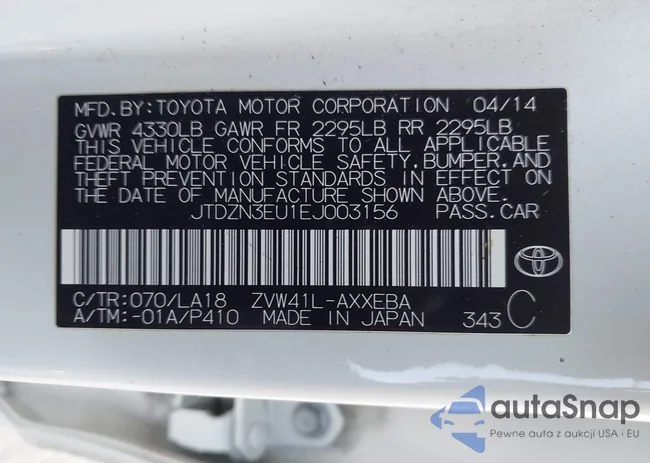 MFD.BY:TOYOTA MOTOR CORPORATION 04/14
GVWR 4330LB GAWR FR 2295LB RR 2295LB
THIS VEHICLE CONFORMS TO ALL APPLICABLE
FEDERAL MOTOR VEHICLE SAFETY,BUMPER,AND
THEFT PREVENTION STANDARDS IN EFFECT ON
THE DATE OF MANUFACTURE SHOWN ABOVE.
JTDZN3EU1EJ003156 PASS.CAR
C/TR:070/LA18 ZVW41L-AXXEBA
A/TM:-01A/P410 MADE IN JAPAN 343 C
autoSnap
Pewne auta z aukcji USA i EU